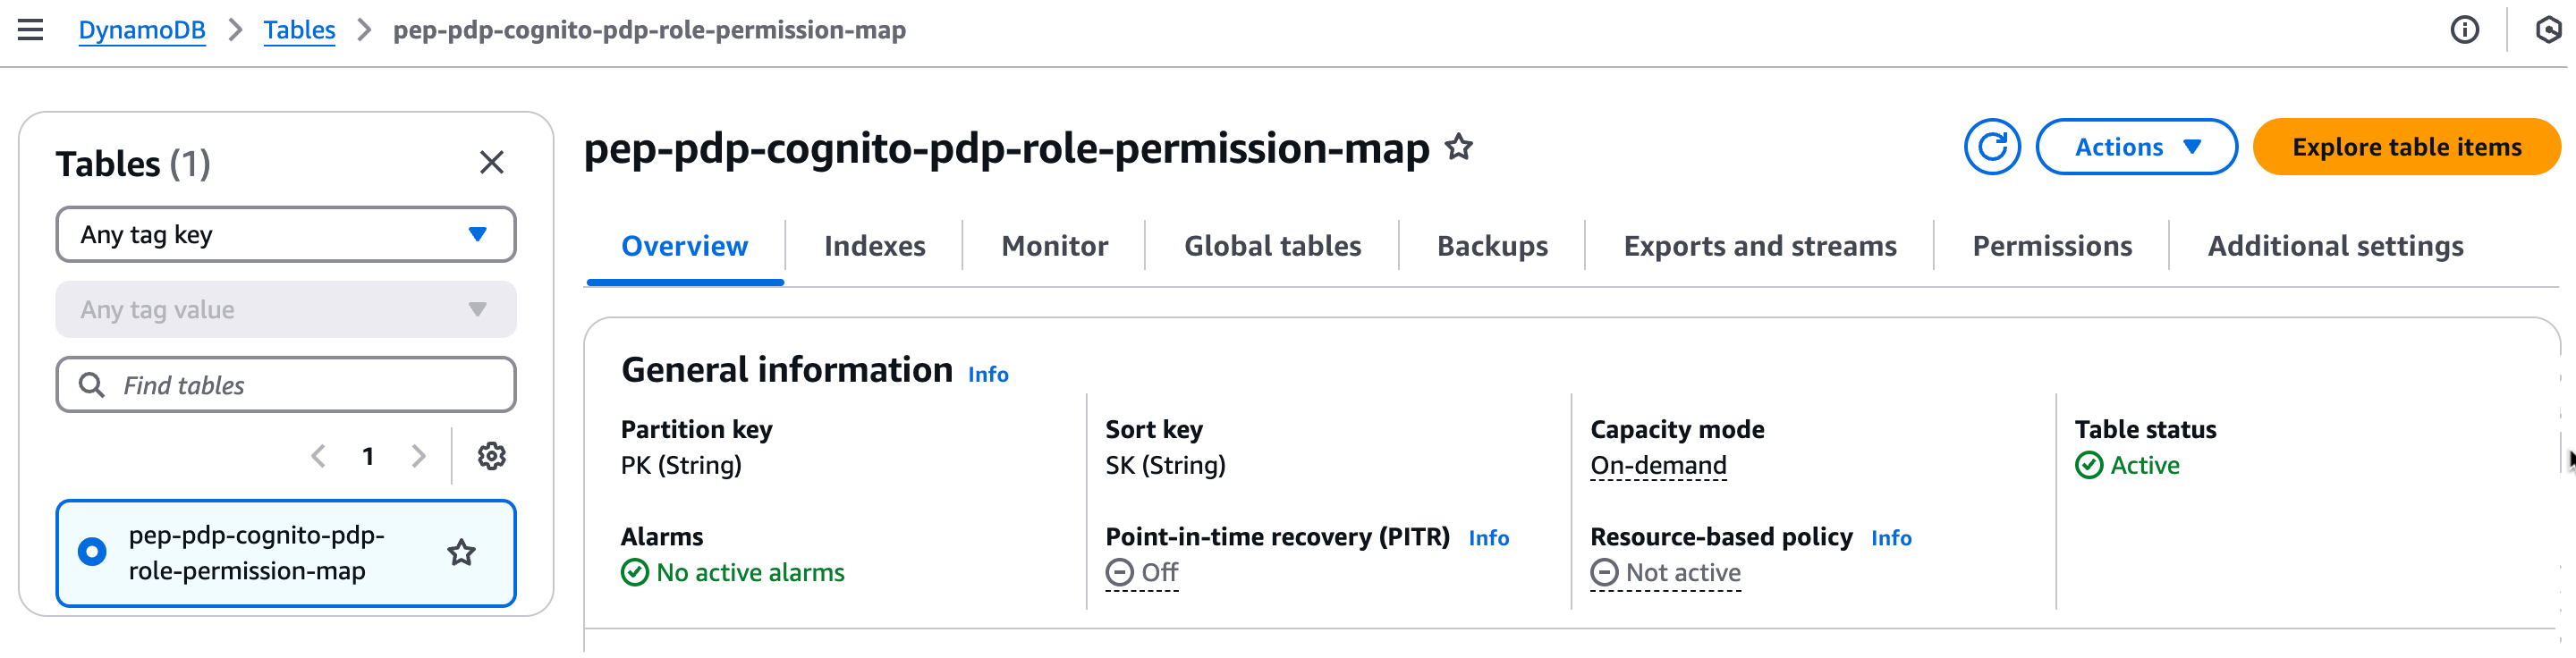 DynamoDB > Tables > pep-pdp-cognito-pdp-role-permission-map
Tables (1)
Any tag key
Any tag value
Find tables
1
pep-pdp-cognito-pdp-
role-permission-map
pep-pdp-cognito-pdp-role-permission-map
Actions
Explore table items
Overview
Indexes
Monitor
Global tables
Backups
Exports and streams
Permissions
Additional settings
General information Info
Partition key
PK (String)
Sort key
SK (String)
Capacity mode
On-demand
Table status
Active
Alarms
No active alarms
Point-in-time recovery (PITR) Info
Off
Resource-based policy Info
Not active